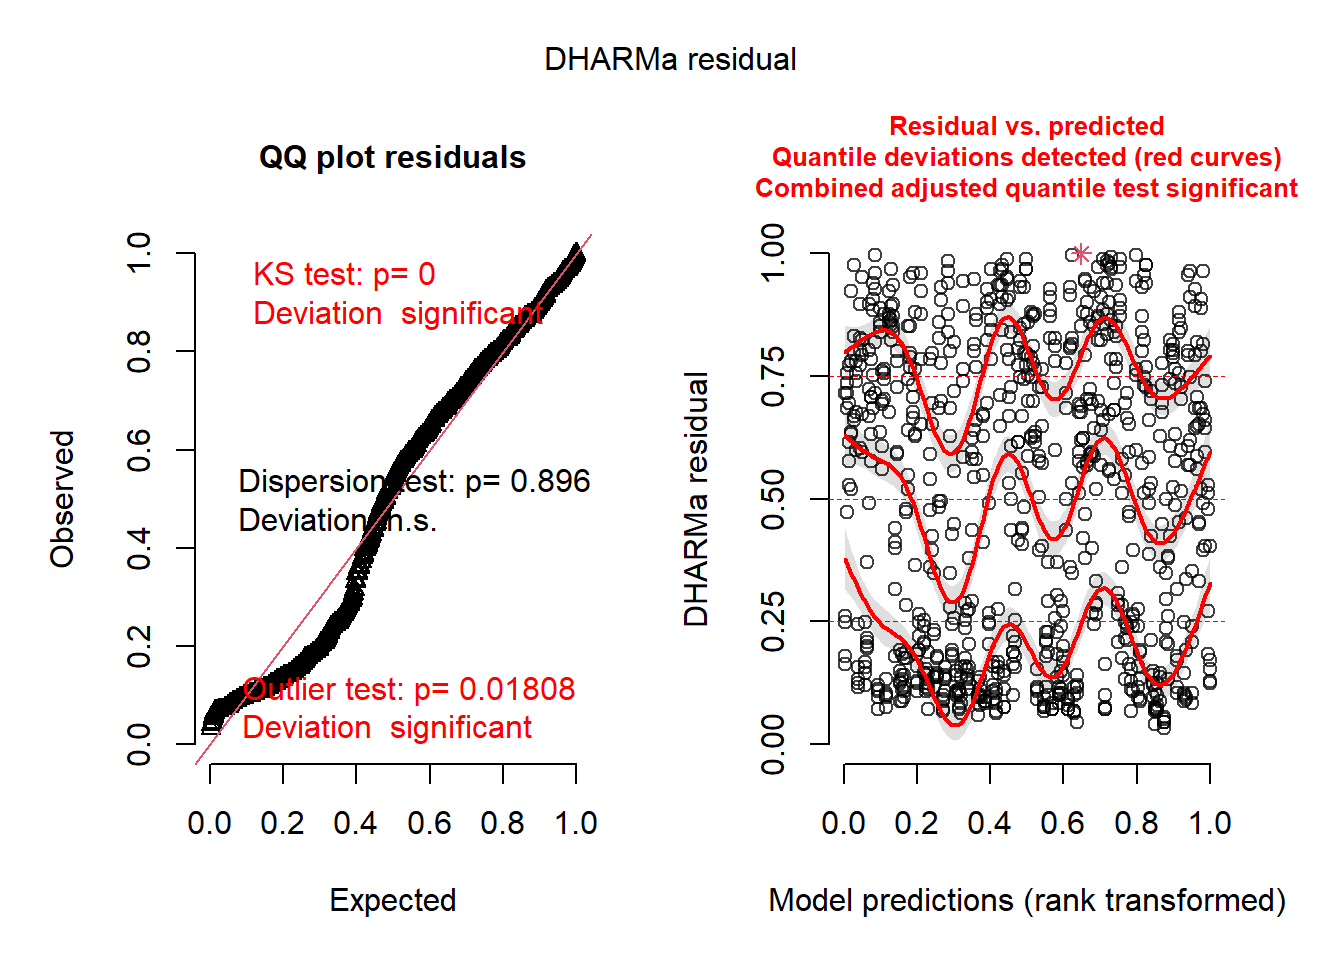 DHARMa residual
QQ plot residuals
KS test: p= 0
Deviation  significant
Dispersion test: p= 0.896
Deviation n.s.
Outlier test: p= 0.01808
Deviation  significant
Observed
0.0 0.2 0.4 0.6 0.8 1.0
0.0 0.2 0.4 0.6 0.8 1.0
Expected
Residual vs. predicted
Quantile deviations detected (red curves)
Combined adjusted quantile test significant
DHARMa residual
0.00 0.25 0.50 0.75 1.00
0.0 0.2 0.4 0.6 0.8 1.0
Model predictions (rank transformed)